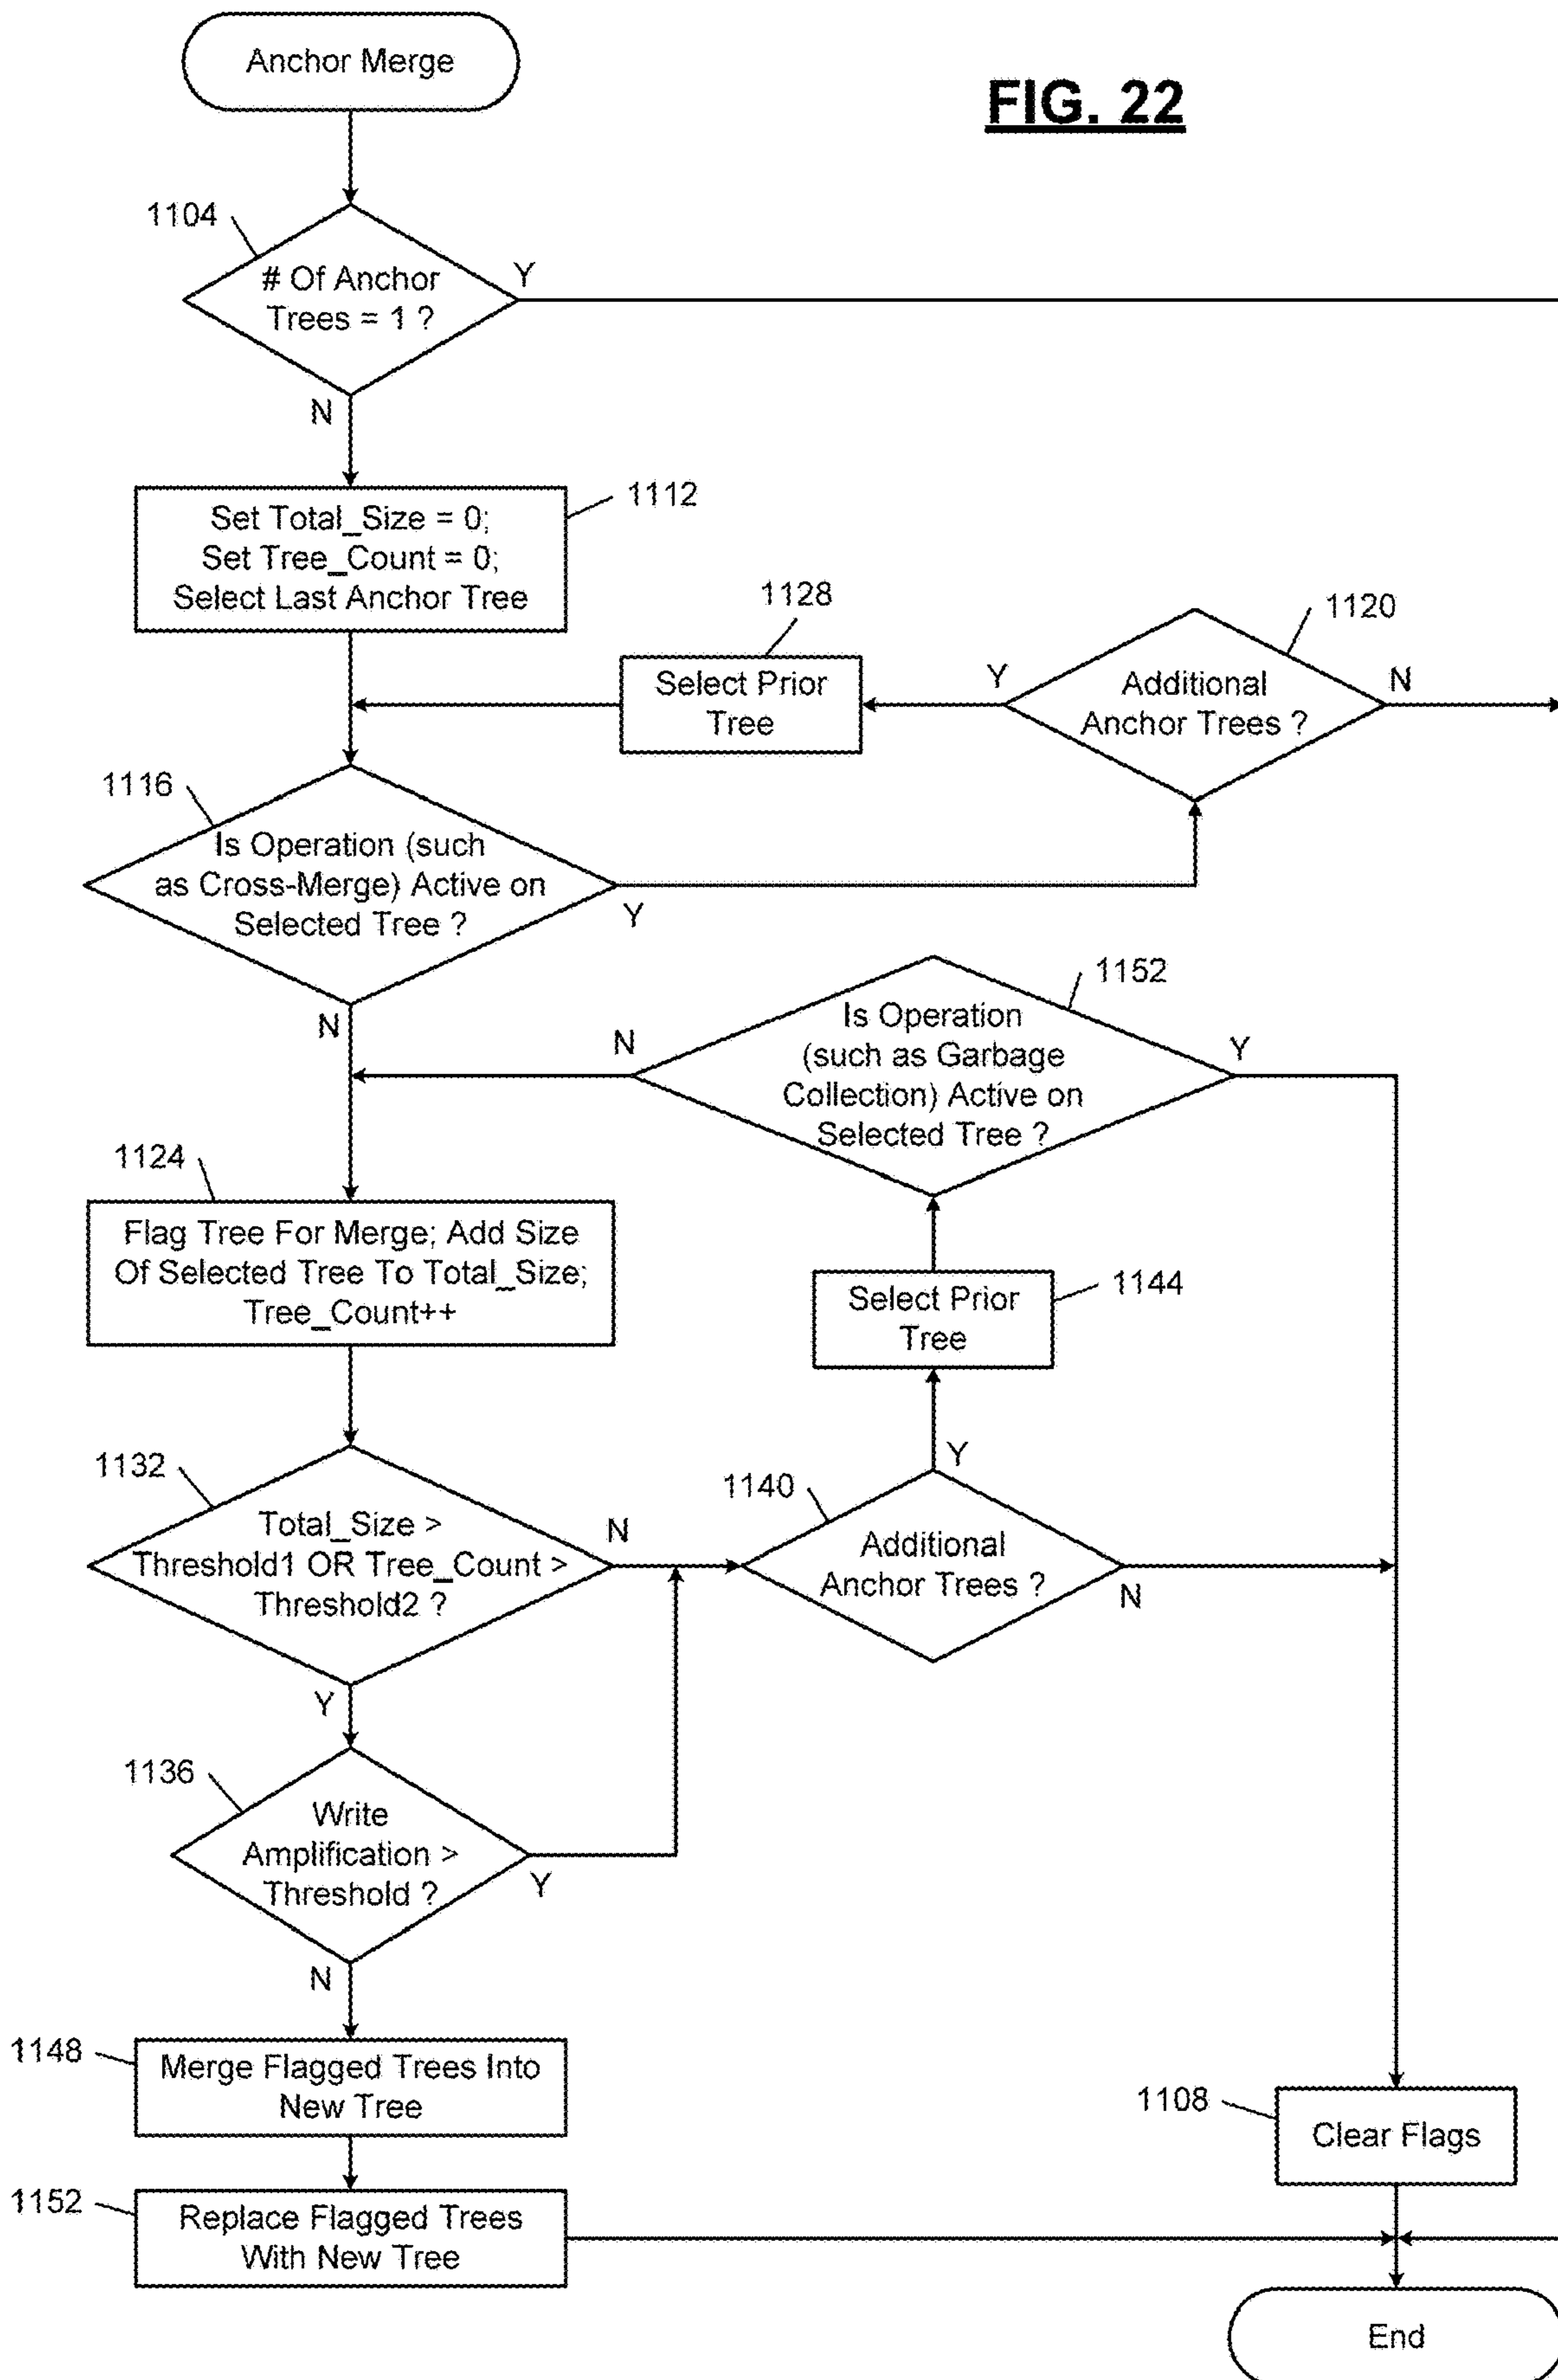 Anchor Merge
FIG. 22
1104
# Of Anchor
Trees = 1 ?
Y
N
1112
Set Total_Size = 0;
Set Tree_Count = 0;
Select Last Anchor Tree
1128
Select Prior
Tree
1120
Additional
Anchor Trees ?
Y
N
1116
Is Operation (such
as Cross-Merge) Active on
Selected Tree ?
Y
N
1152
Is Operation
(such as Garbage
Collection) Active on
Selected Tree ?
N
Y
1124
Flag Tree For Merge; Add Size
Of Selected Tree To Total_Size;
Tree_Count++
1144
Select Prior
Tree
1132
Total_Size >
Threshold1 OR Tree_Count >
Threshold2 ?
N
Y
1140
Additional
Anchor Trees ?
Y
N
1136
Write
Amplification >
Threshold ?
Y
N
1148
Merge Flagged Trees Into
New Tree
1108
Clear Flags
1152
Replace Flagged Trees
With New Tree
End